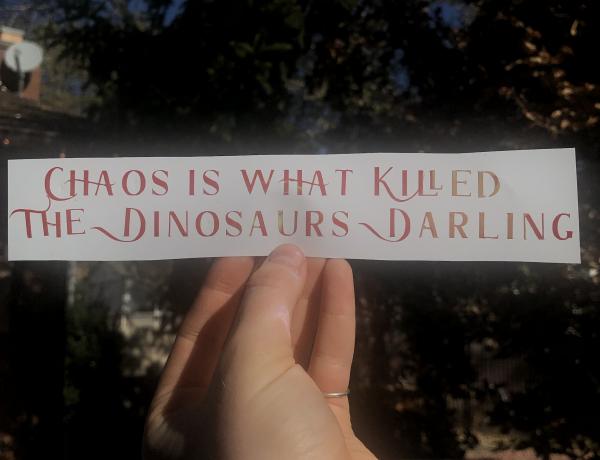 Chaos is what Killed
The Dinosaurs Darling